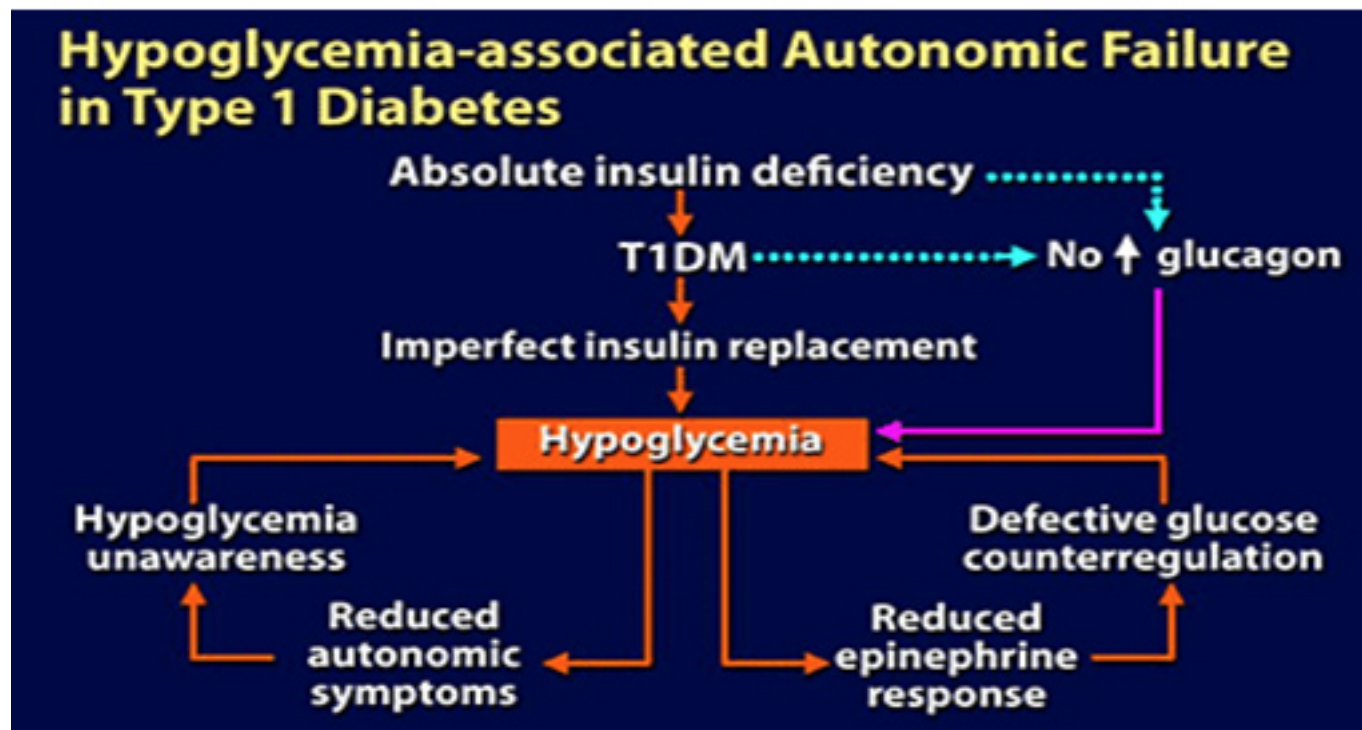 Hypoglycemia-associated Autonomic Failure
in Type 1 Diabetes
Absolute insulin deficiency
T1DM
No ↑ glucagon
Imperfect insulin replacement
Hypoglycemia
Hypoglycemia
unawareness
Defective glucose
counterregulation
Reduced
autonomic
symptoms
Reduced
epinephrine
response